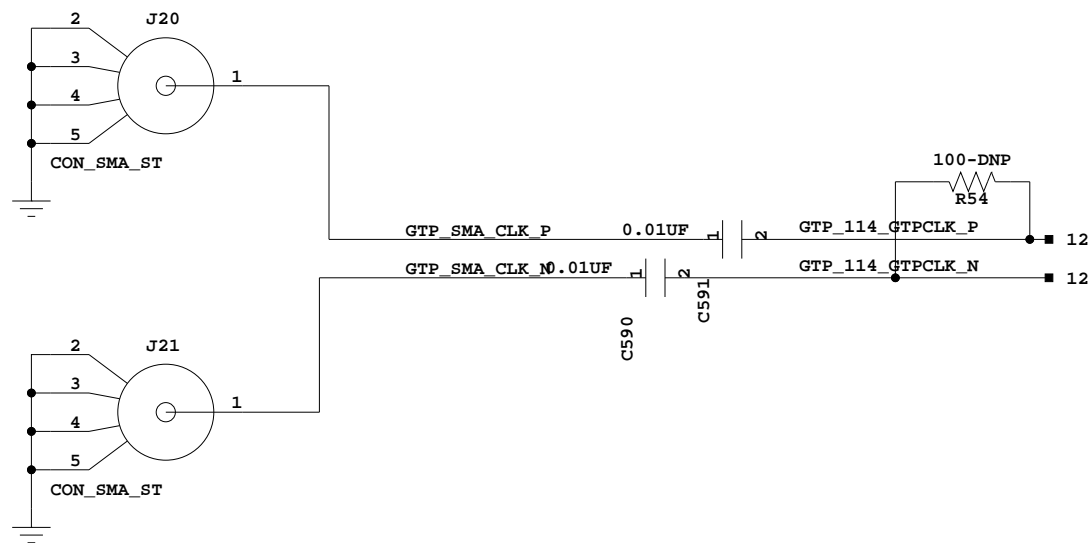 2 J20
3
1
4
5
CON_SMA_ST
100-DNP
R54
GTP_SMA_CLK_P 0.01UF 1 2 GTP_114_GTPCLK_P 12
GTP_SMA_CLK_N 0.01UF 1 2 GTP_114_GTPCLK_N 12
C591
C590
2 J21
3
1
4
5
CON_SMA_ST